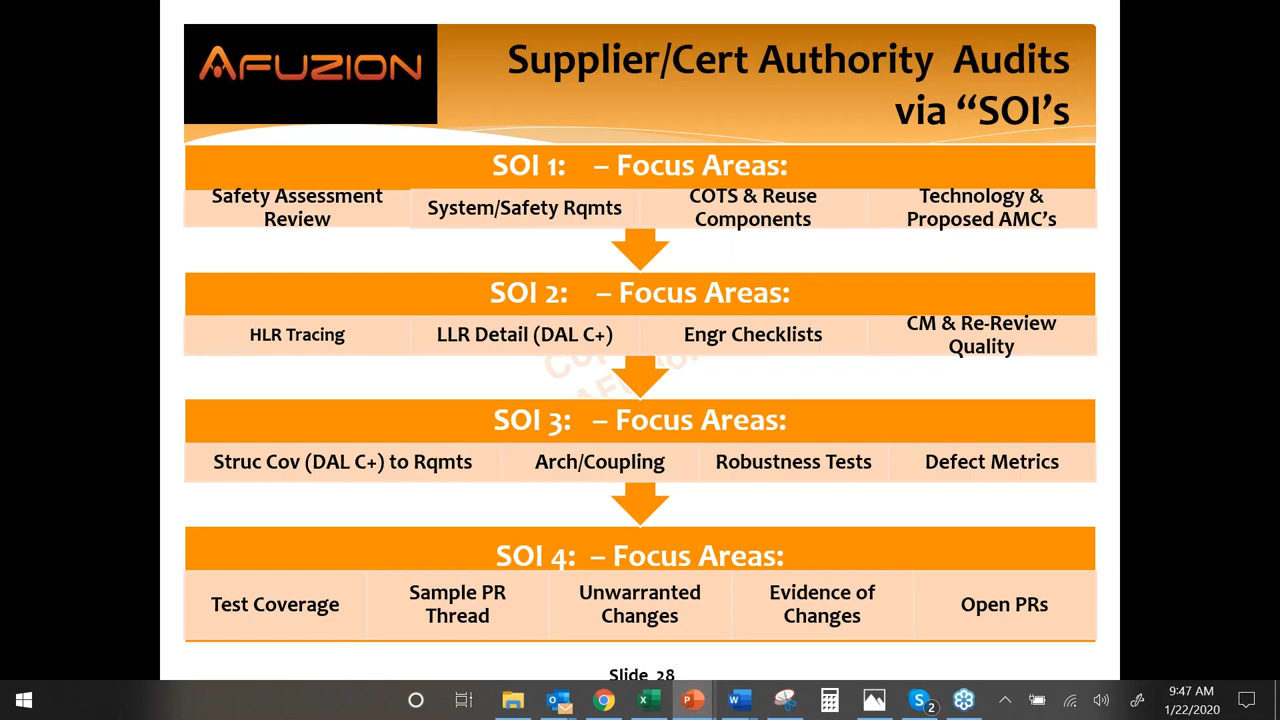 AFUZION
Supplier/Cert Authority Audits
via “SOI’s
SOI 1: – Focus Areas:
Safety Assessment
Review
System/Safety Rqmts
COTS & Reuse
Components
Technology &
Proposed AMC’s
SOI 2: – Focus Areas:
HLR Tracing
LLR Detail (DAL C+)
Engr Checklists
CM & Re-Review
Quality
SOI 3: – Focus Areas:
Struc Cov (DAL C+) to Rqmts
Arch/Coupling
Robustness Tests
Defect Metrics
SOI 4: – Focus Areas:
Test Coverage
Sample PR
Thread
Unwarranted
Changes
Evidence of
Changes
Open PRs
Slide 28
2
9:47 AM
1/22/2020